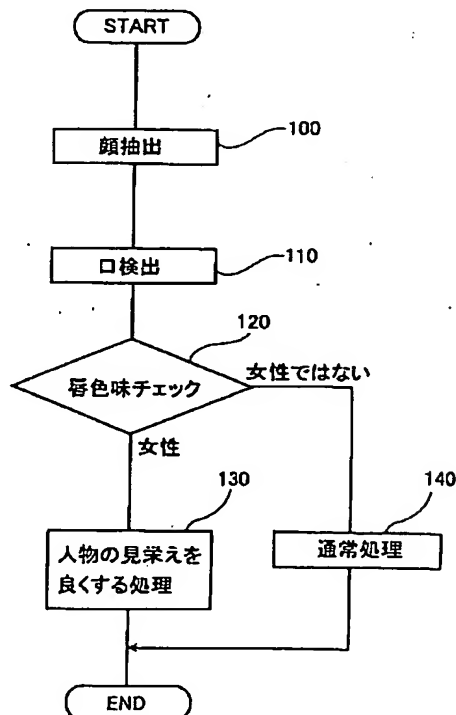 START
顔抽出
100
口検出
110
120
唇色味チェック
女性ではない
女性
130
人物の見栄えを
良くする処理
140
通常処理
END